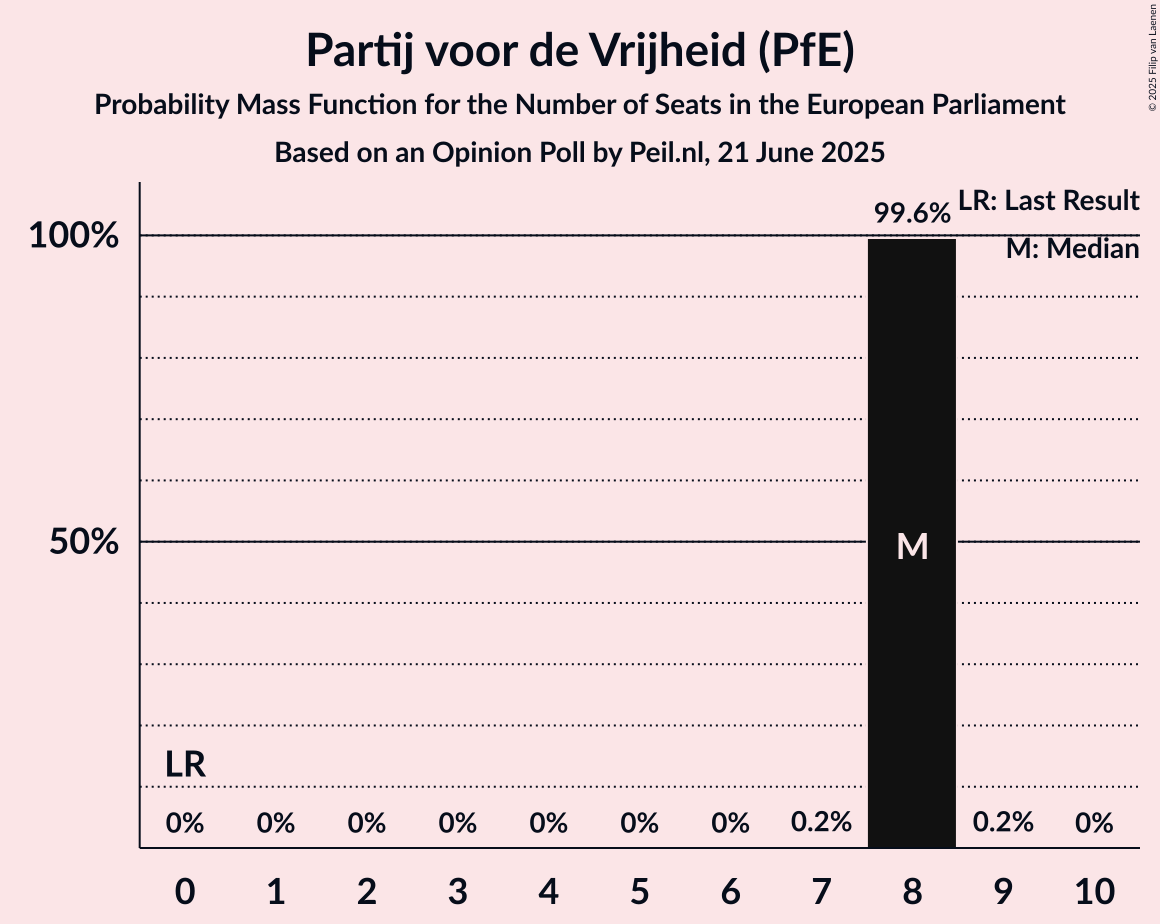 Partij voor de Vrijheid (PfE)
Probability Mass Function for the Number of Seats in the European Parliament
Based on an Opinion Poll by Peil.nl, 21 June 2025
© 2025 Filip van Laenen
LR: Last Result
M: Median
99.6%
100%
50%
M
LR
0% 0% 0% 0% 0% 0% 0% 0.2% 0.2% 0%
0 1 2 3 4 5 6 7 8 9 10